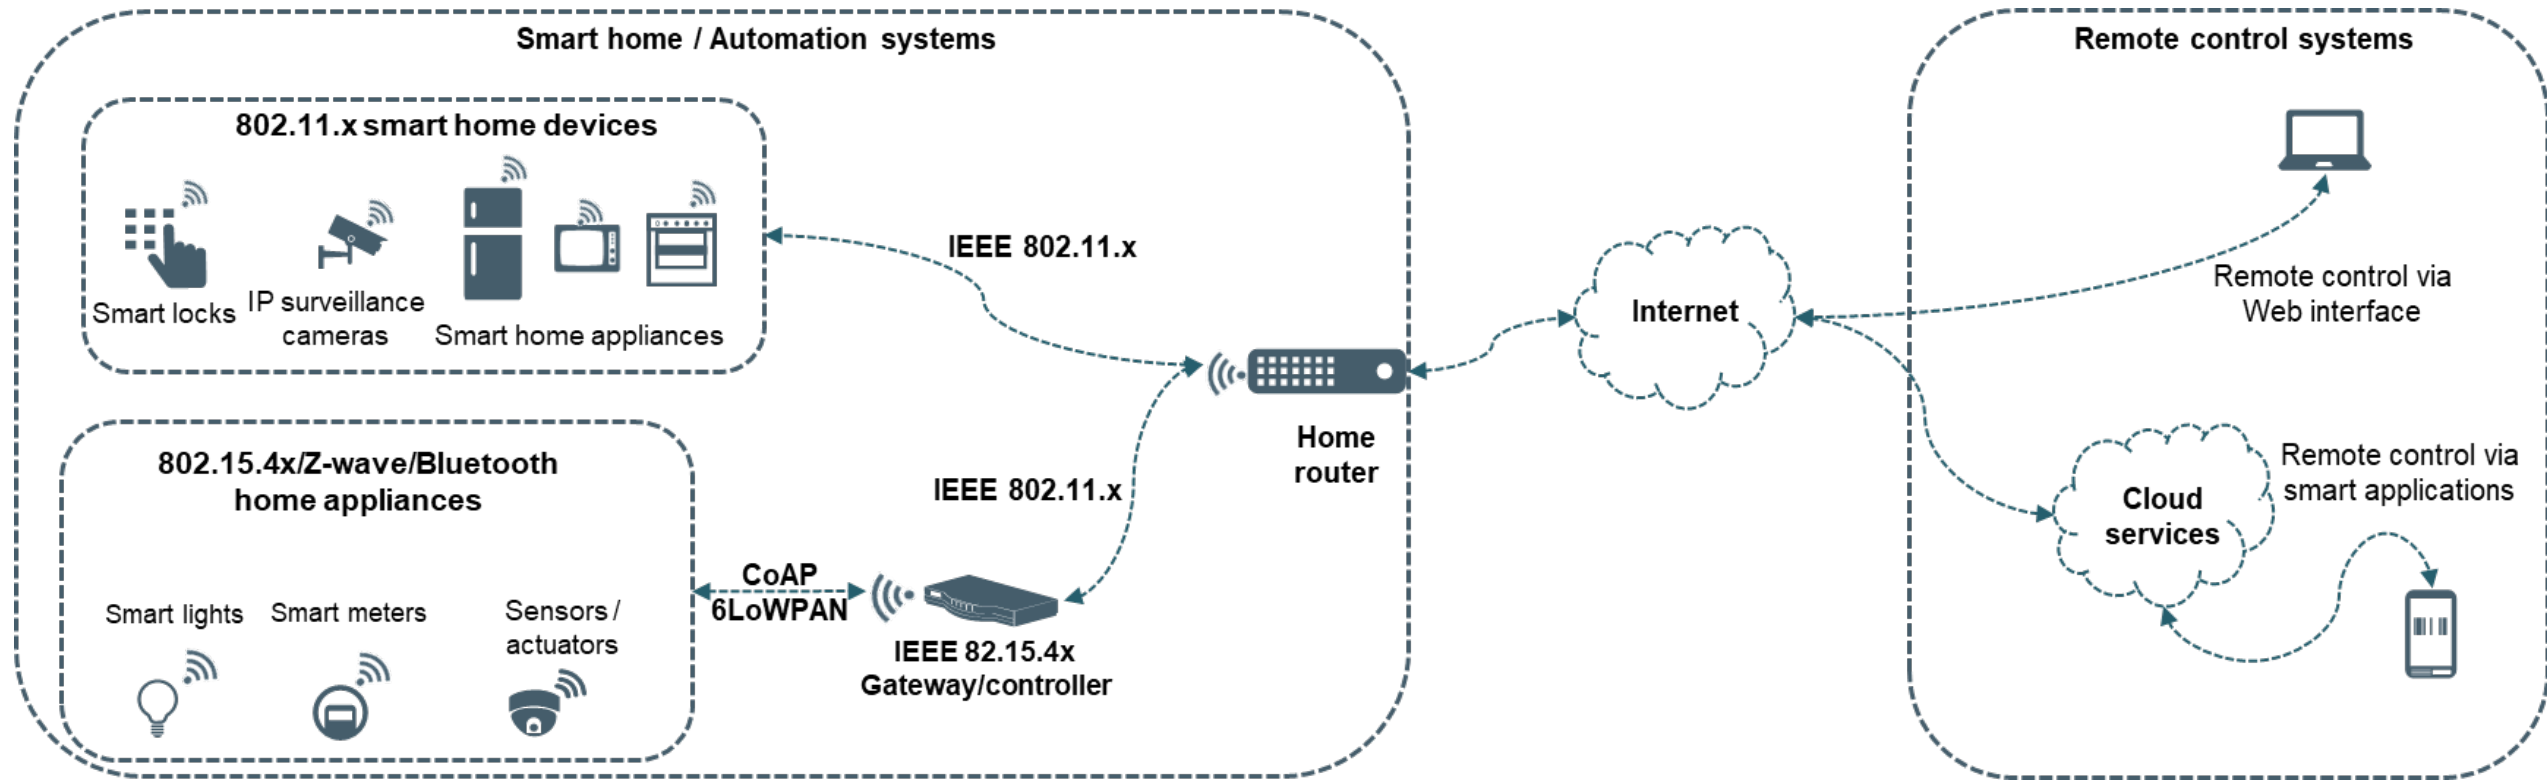 Smart home / Automation systems
802.11.x smart home devices
Smart locks
IP surveillance
cameras
Smart home appliances
IEEE 802.11.x
802.15.4x/Z-wave/Bluetooth
home appliances
Smart lights
Smart meters
Sensors /
actuators
CoAP
6LoWPAN
IEEE 802.11.x
IEEE 82.15.4x
Gateway/controller
Home
router
Internet
Remote control systems
Remote control via
Web interface
Cloud
services
Remote control via
smart applications